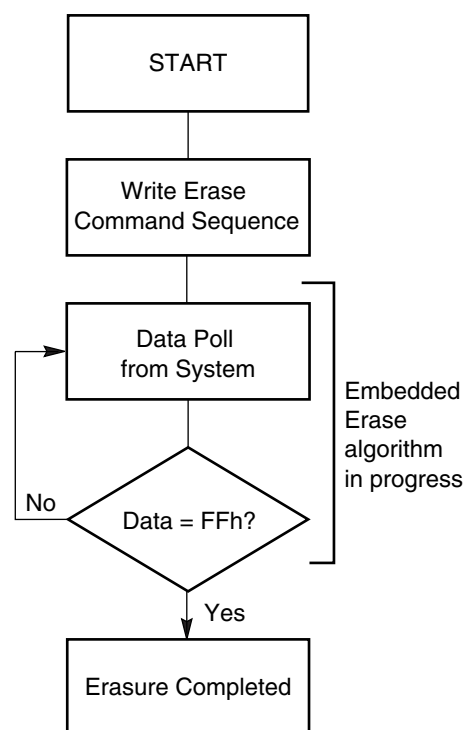 START
Write Erase
Command Sequence
Data Poll
from System
Embedded
Erase
algorithm
in progress
No
Data = FFh?
Yes
Erasure Completed